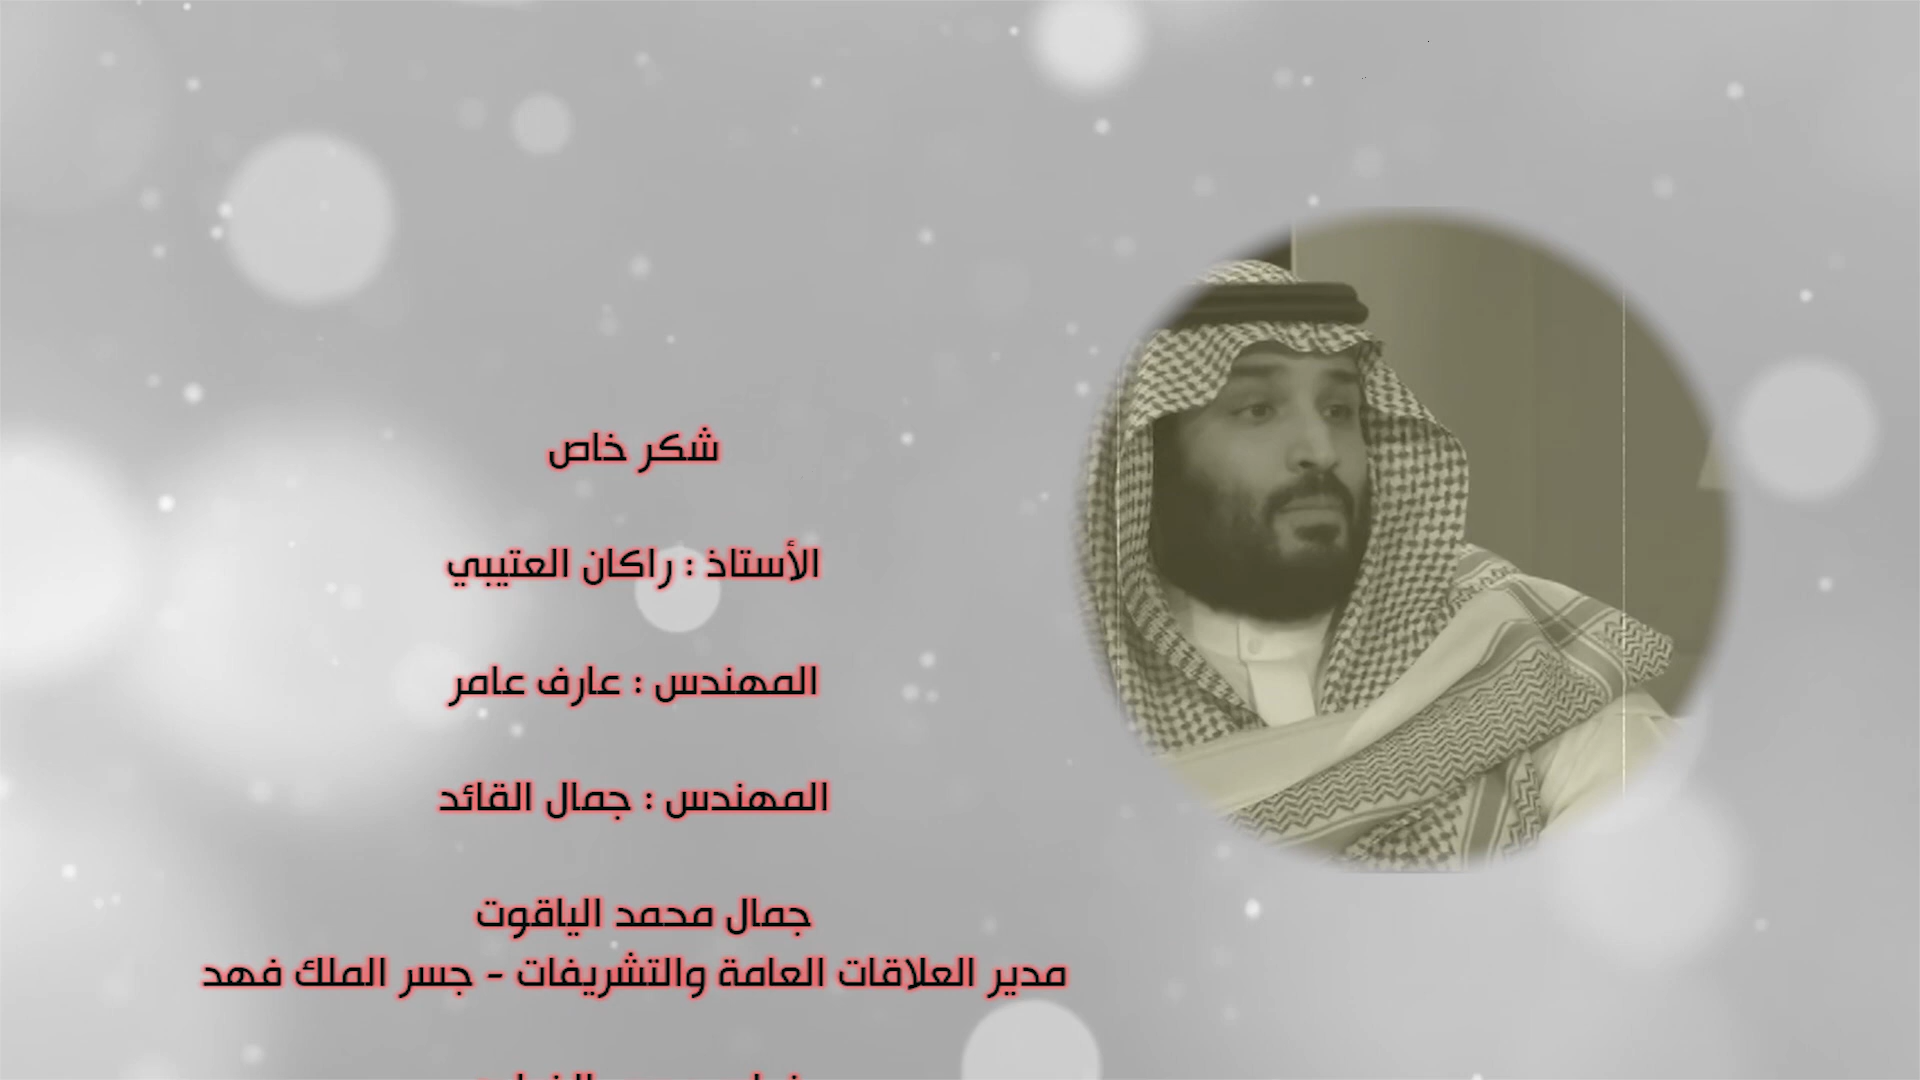 شكر خاص
الأستاذ : راكان العتيبي
المهندس : عارف عامر
المهندس : جمال القائد
جمال محمد الياقوت
مدير العلاقات العامة والتشريفات - جسر الملك فهد